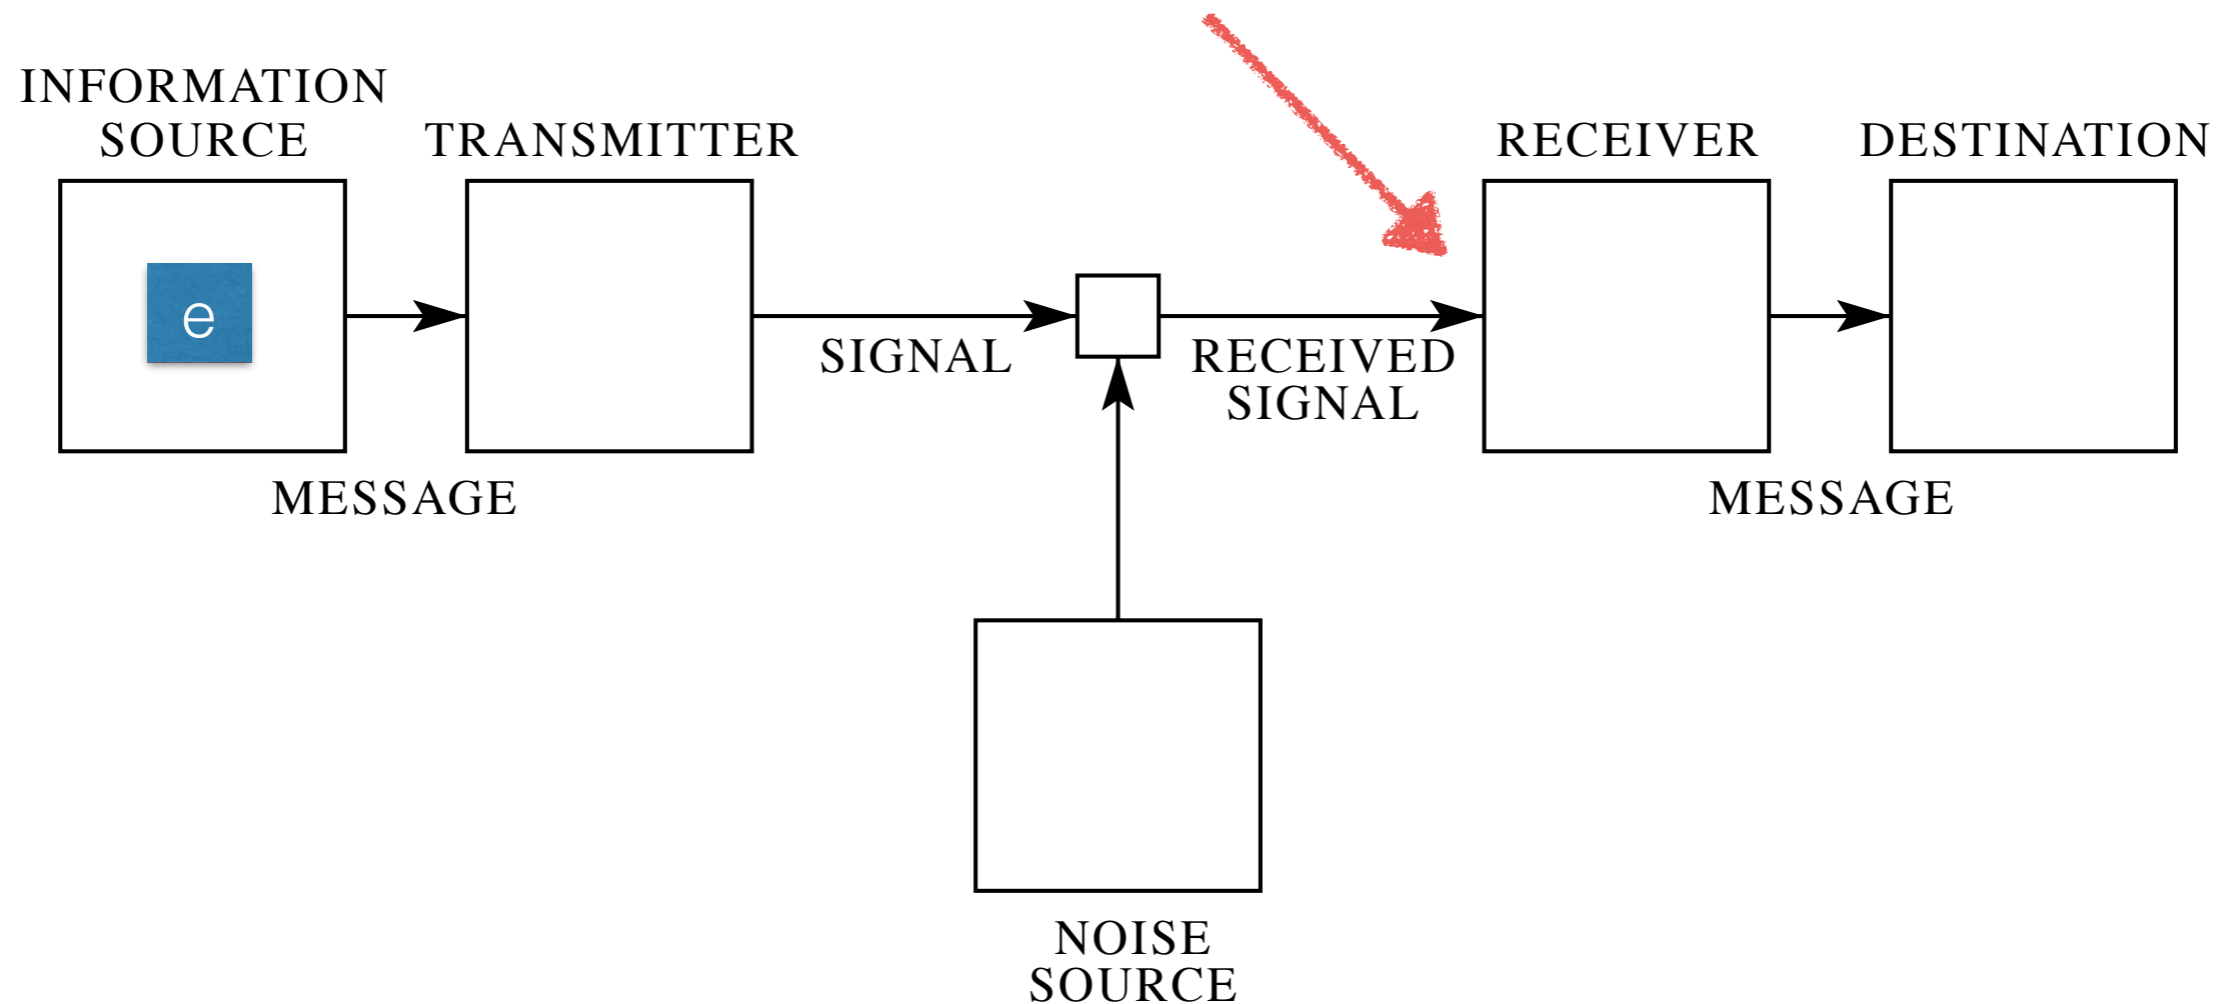 INFORMATION
SOURCE
TRANSMITTER
RECEIVER
DESTINATION
e
SIGNAL
RECEIVED
SIGNAL
MESSAGE
MESSAGE
NOISE
SOURCE